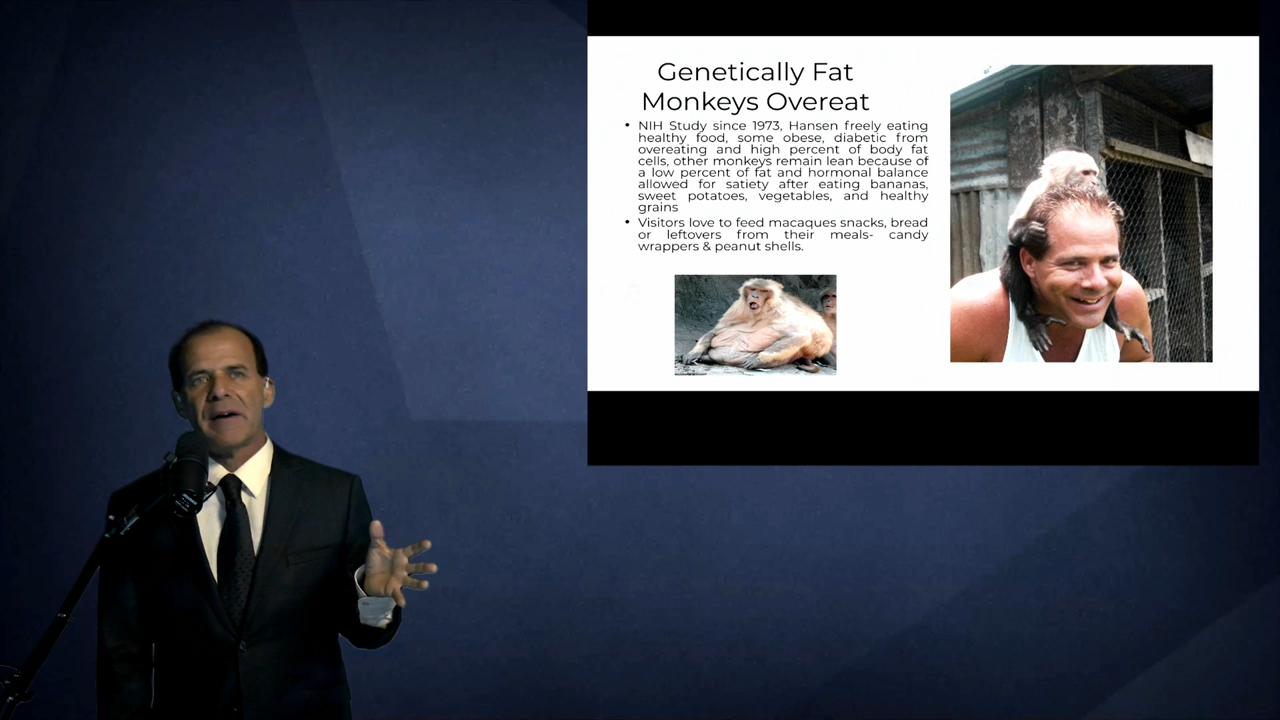 Genetically Fat
Monkeys Overeat
• NIH Study since 1973, Hansen freely eating
healthy food, some obese, diabetic from
overeating and high percent of body fat
cells, other monkeys remain lean because of
a low percent of fat and hormonal balance
allowed for satiety after eating bananas,
sweet potatoes, vegetables, and healthy
grains
• Visitors love to feed macaques snacks, bread
or leftovers from their meals- candy
wrappers & peanut shells.